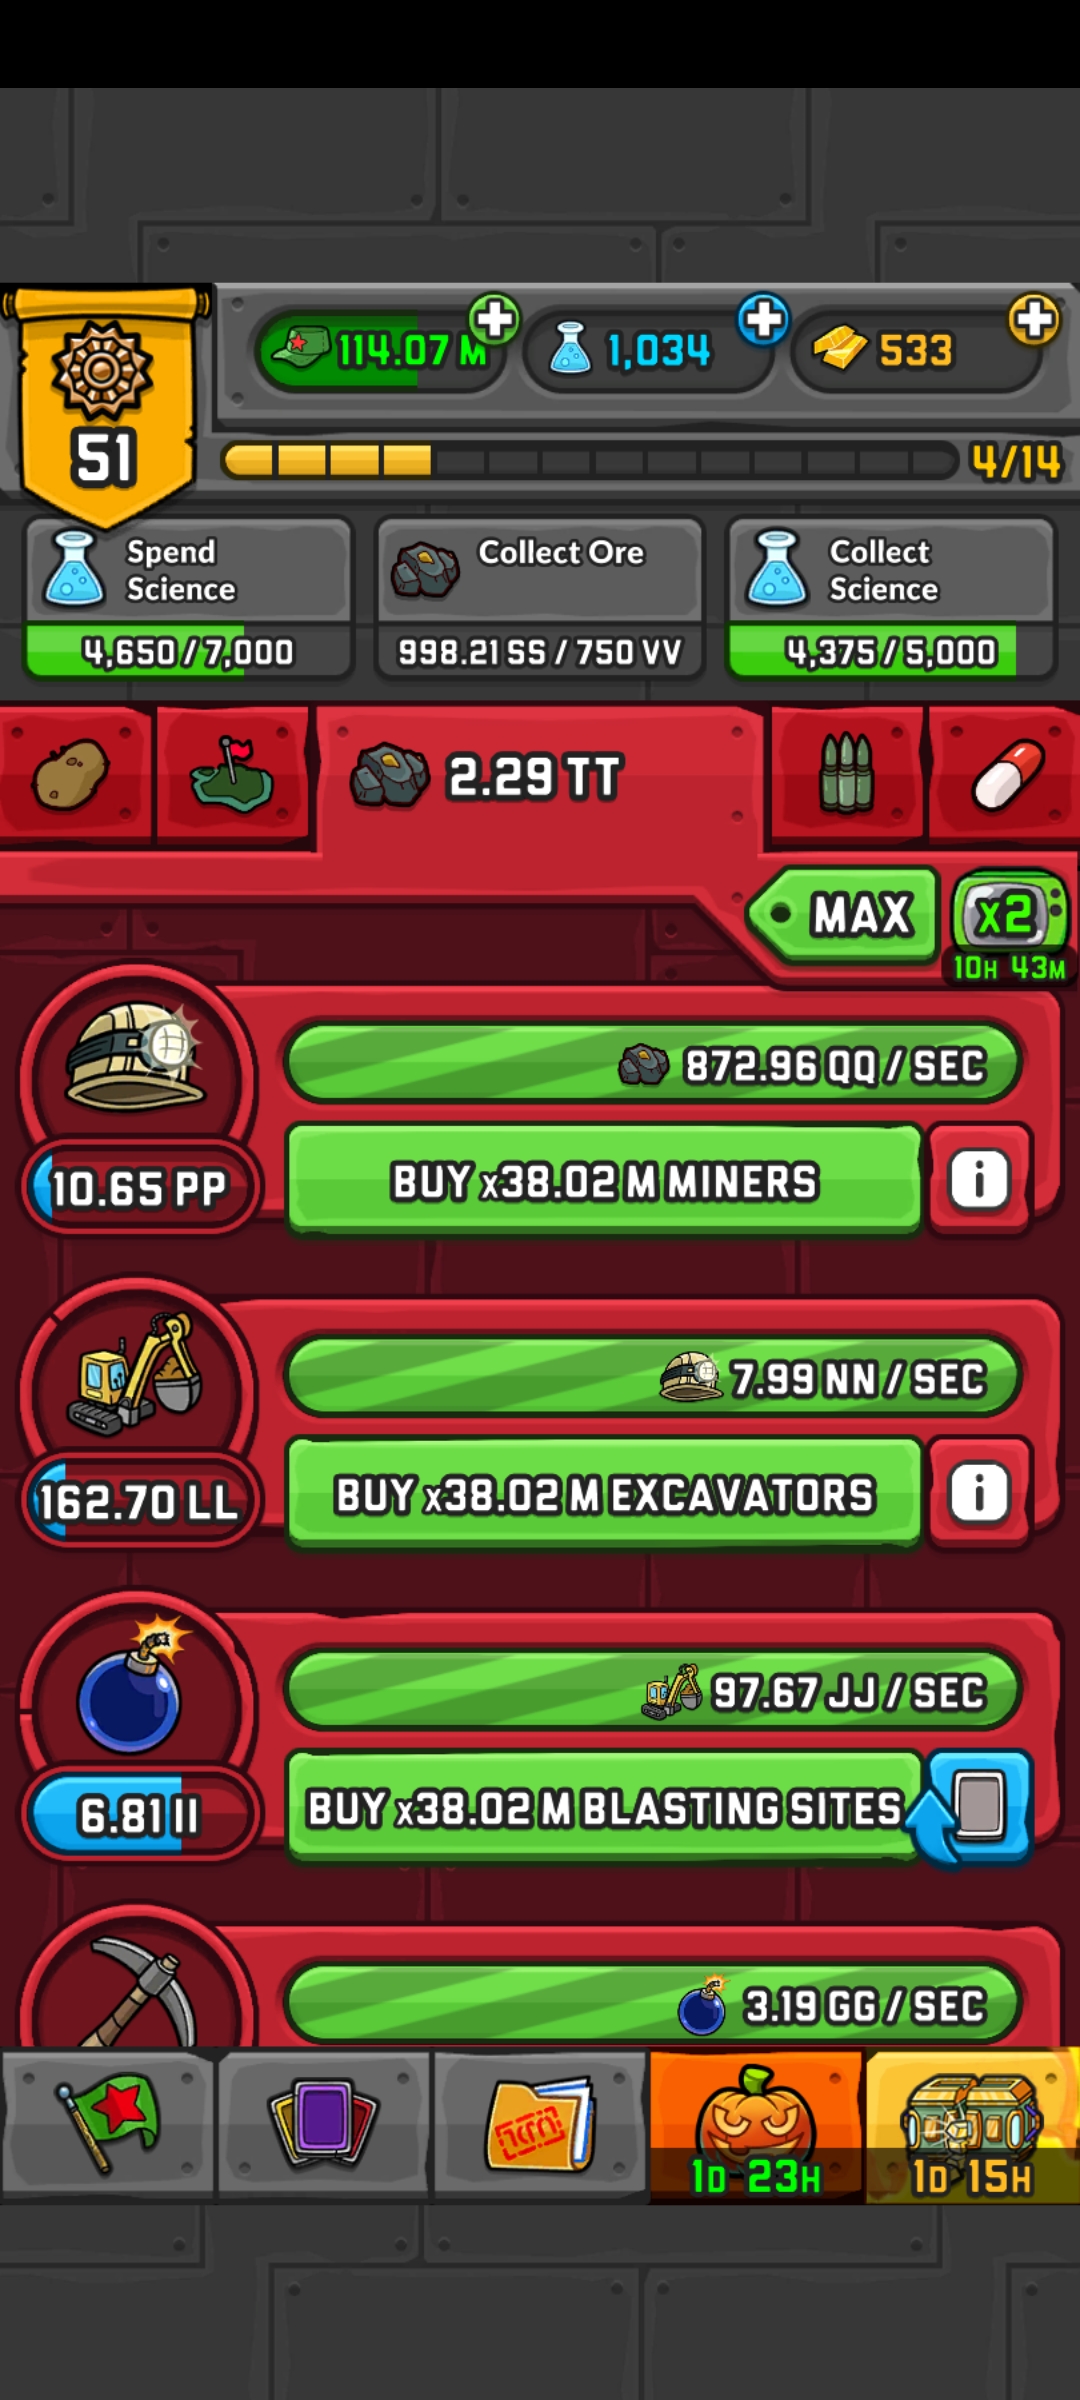 114.07 M
1,034
533
51
4/14
Spend
Science
4,650/7,000
Collect Ore
998.21 SS/750 VV
Collect
Science
4,375/5,000
2.29 TT
MAX
x2
10H 43M
872.96 QQ/SEC
10.65 PP
BUY x38.02 M MINERS
i
7.99 NN/SEC
162.70 LL
BUY x38.02 M EXCAVATORS
i
97.67 JJ/SEC
6.81 II
BUY x38.02 M BLASTING SITES
3.19 GG/SEC
1D 23H
1D 15H